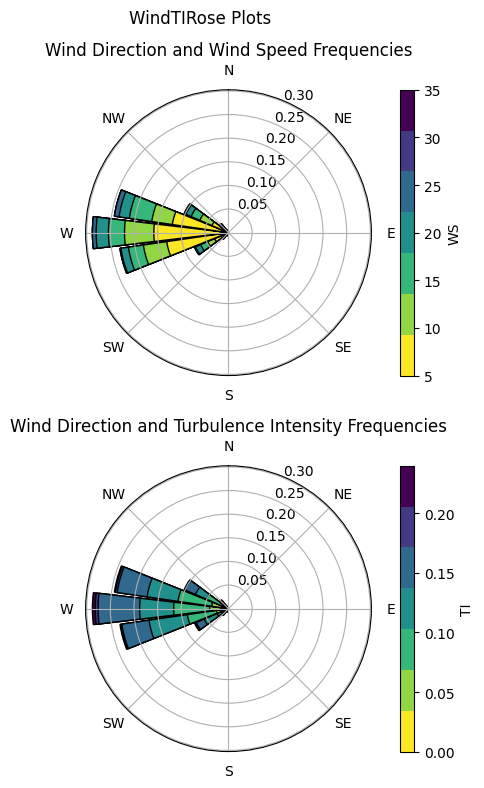 WindTIRose Plots
Wind Direction and Wind Speed Frequencies
N
NW
NE
0.30
0.25
0.20
0.15
0.10
0.05
W
E
SW
SE
S
35
30
25
20
15
10
5
WS
Wind Direction and Turbulence Intensity Frequencies
N
NW
NE
0.30
0.25
0.20
0.15
0.10
0.05
W
E
SW
SE
S
0.20
0.15
0.10
0.05
0.00
TI